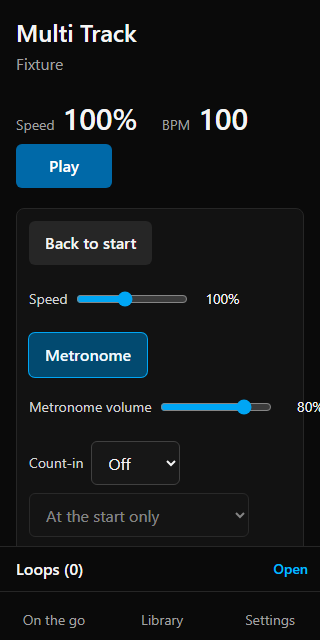 Multi Track
Fixture
Speed 100% BPM 100
Play
Back to start
Speed 100%
Metronome
Metronome volume 80%
Count-in Off
At the start only
Loops (0) Open
On the go Library Settings